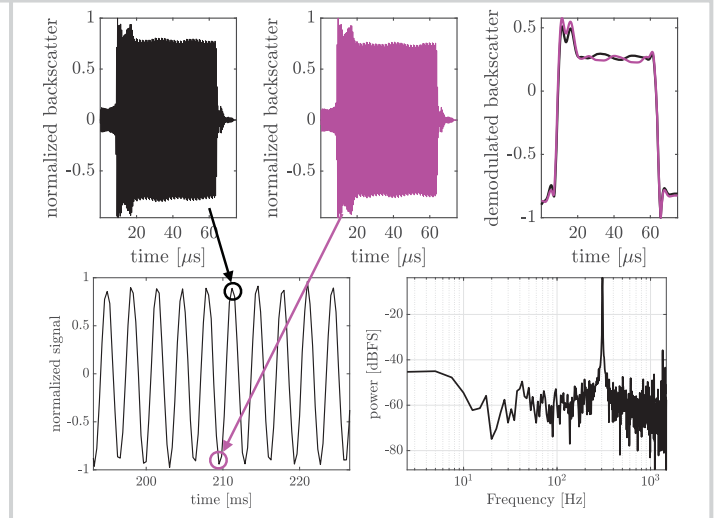 normalized backscatter
1
0.5
0
-0.5
20 40 60
time [μs]
normalized backscatter
1
0.5
0
-0.5
20 40 60
time [μs]
demodulated backscatter
1
0.5
0
-0.5
-1
20 40 60
time [μs]
normalized signal
1
0.5
0
-0.5
-1
200 210 220
time [ms]
power [dBFS]
-20
-40
-60
-80
10¹ 10² 10³
Frequency [Hz]